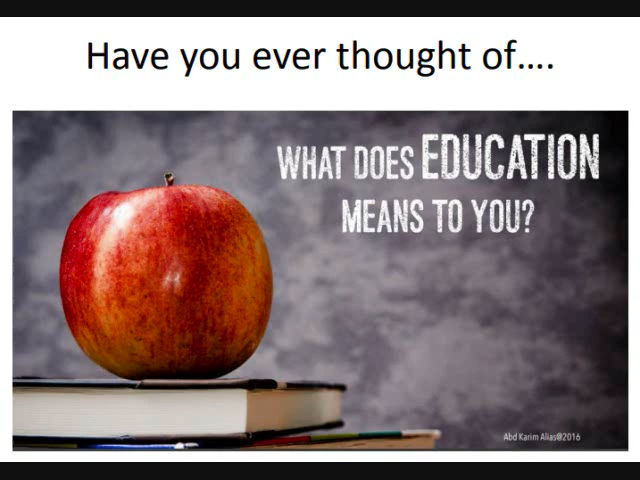 Have you ever thought of....
WHAT DOES EDUCATION
MEANS TO YOU?
Abd Karim Alias@2016